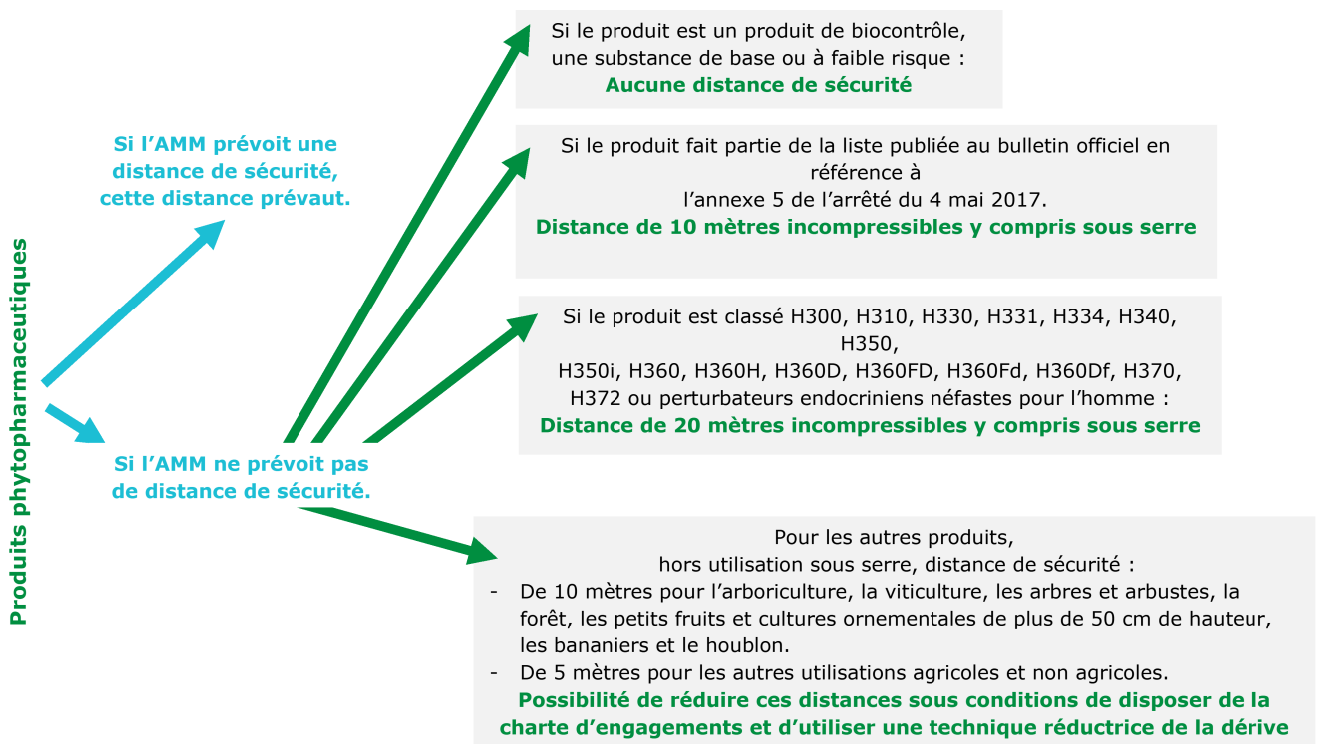 Produits phytopharmaceutiques
Si l’AMM prévoit une
distance de sécurité,
cette distance prévaut.
Si l’AMM ne prévoit pas
de distance de sécurité.
Si le produit est un produit de biocontrôle,
une substance de base ou à faible risque :
Aucune distance de sécurité
Si le produit fait partie de la liste publiée au bulletin officiel en
référence à
l’annexe 5 de l’arrêté du 4 mai 2017.
Distance de 10 mètres incompressibles y compris sous serre
Si le produit est classé H300, H310, H330, H331, H334, H340,
H350,
H350i, H360, H360H, H360D, H360FD, H360Fd, H360Df, H370,
H372 ou perturbateurs endocriniens néfastes pour l’homme :
Distance de 20 mètres incompressibles y compris sous serre
Pour les autres produits,
hors utilisation sous serre, distance de sécurité :
- De 10 mètres pour l’arboriculture, la viticulture, les arbres et arbustes, la
forêt, les petits fruits et cultures ornementales de plus de 50 cm de hauteur,
les bananiers et le houblon.
- De 5 mètres pour les autres utilisations agricoles et non agricoles.
Possibilité de réduire ces distances sous conditions de disposer de la
charte d’engagements et d’utiliser une technique réductrice de la dérive